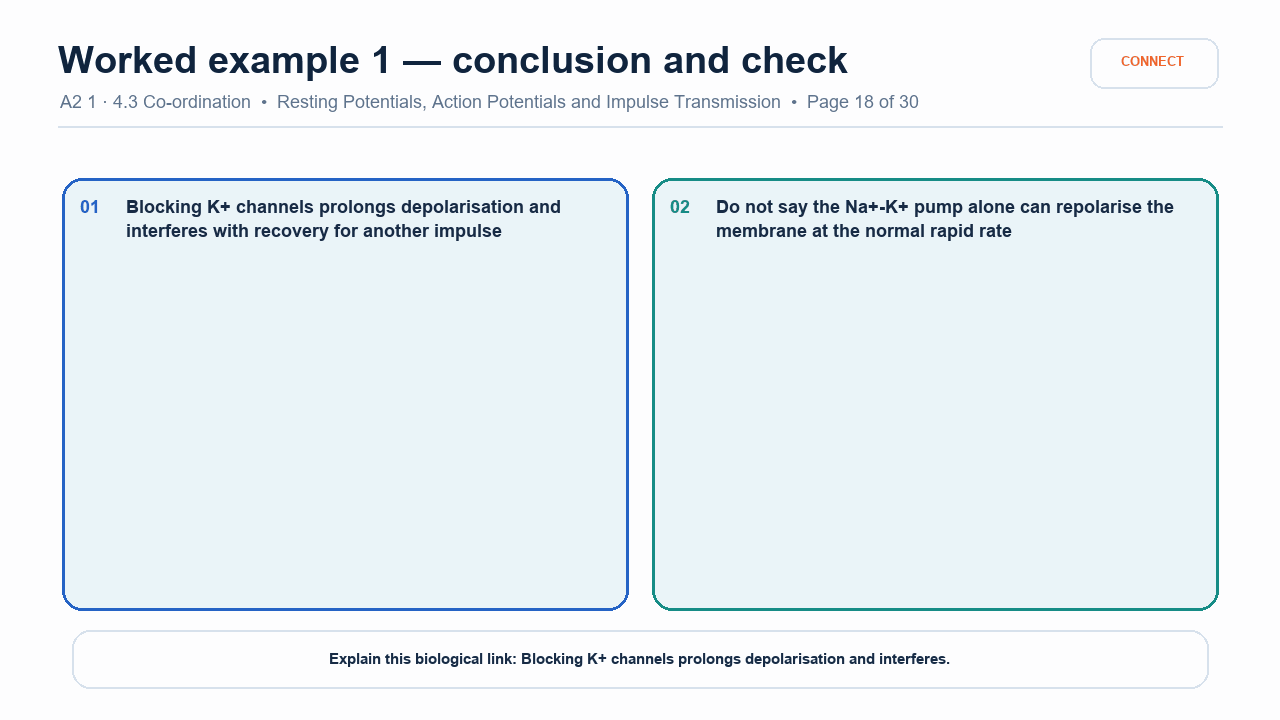 Worked example 1 — conclusion and check
CONNECT
A2 1 · 4.3 Co-ordination • Resting Potentials, Action Potentials and Impulse Transmission • Page 18 of 30
01 Blocking K+ channels prolongs depolarisation and
interferes with recovery for another impulse
02 Do not say the Na+-K+ pump alone can repolarise the
membrane at the normal rapid rate
Explain this biological link: Blocking K+ channels prolongs depolarisation and interferes.